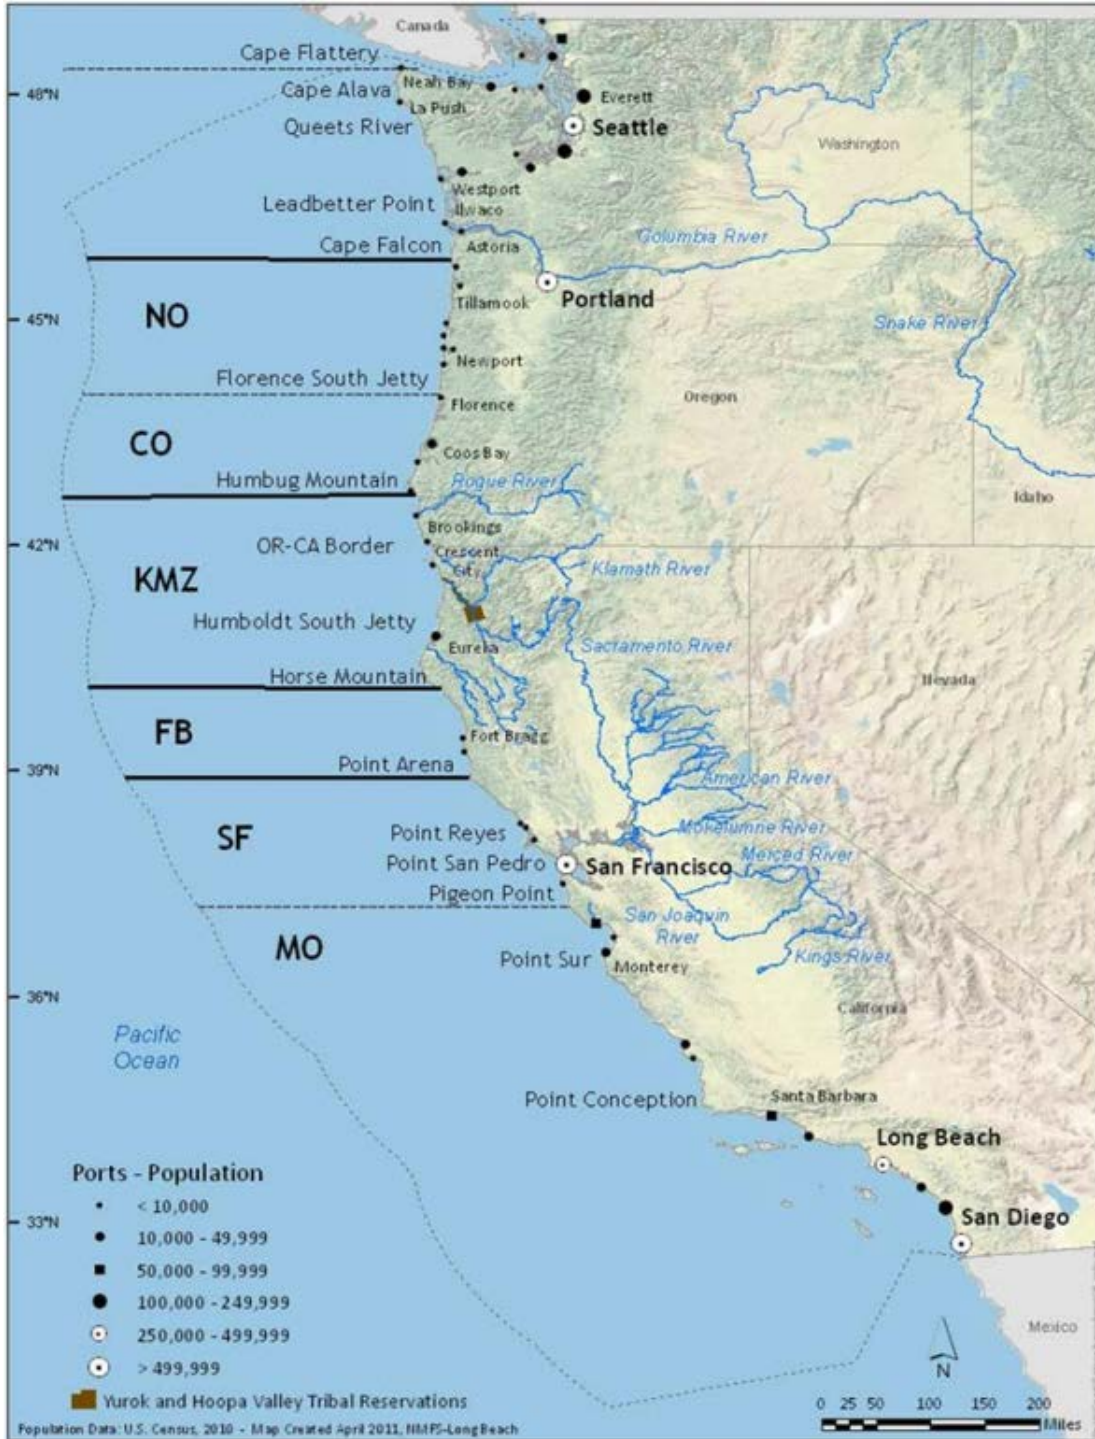 Canada
Cape Flattery
Neah Bay
48°N
Cape Alava
La Push
Everett
Queets River
Seattle
Washington
Westport
Leadbetter Point
Ilwaco
Columbia River
Cape Falcon
Astoria
Tillamook
Portland
NO
45°N
Snake River
Newport
Florence South Jetty
Florence
Oregon
CO
Coos Bay
Humbug Mountain
Rogue River
Idaho
Brookings
42°N
OR-CA Border
Crescent
City
Klamath River
KMZ
Humboldt South Jetty
Eureka
Sacramento River
Horse Mountain
Nevada
FB
Fort Bragg
39°N
Point Arena
American River
SF
Point Reyes
Mokelumne River
Merced River
Point San Pedro
San Francisco
Pigeon Point
San Joaquin
River
MO
Point Sur
Monterey
Kings River
36°N
California
Pacific
Ocean
Point Conception
Santa Barbara
Long Beach
Ports - Population
< 10,000
33°N
San Diego
10,000 - 49,999
50,000 - 99,999
100,000 - 249,999
250,000 - 499,999
> 499,999
Mexico
N
Yurok and Hoopa Valley Tribal Reservations
0 25 50 100 150 200
Miles
Population Data: U.S. Census, 2010 - Map Created April 2011, NMFS-Long Beach